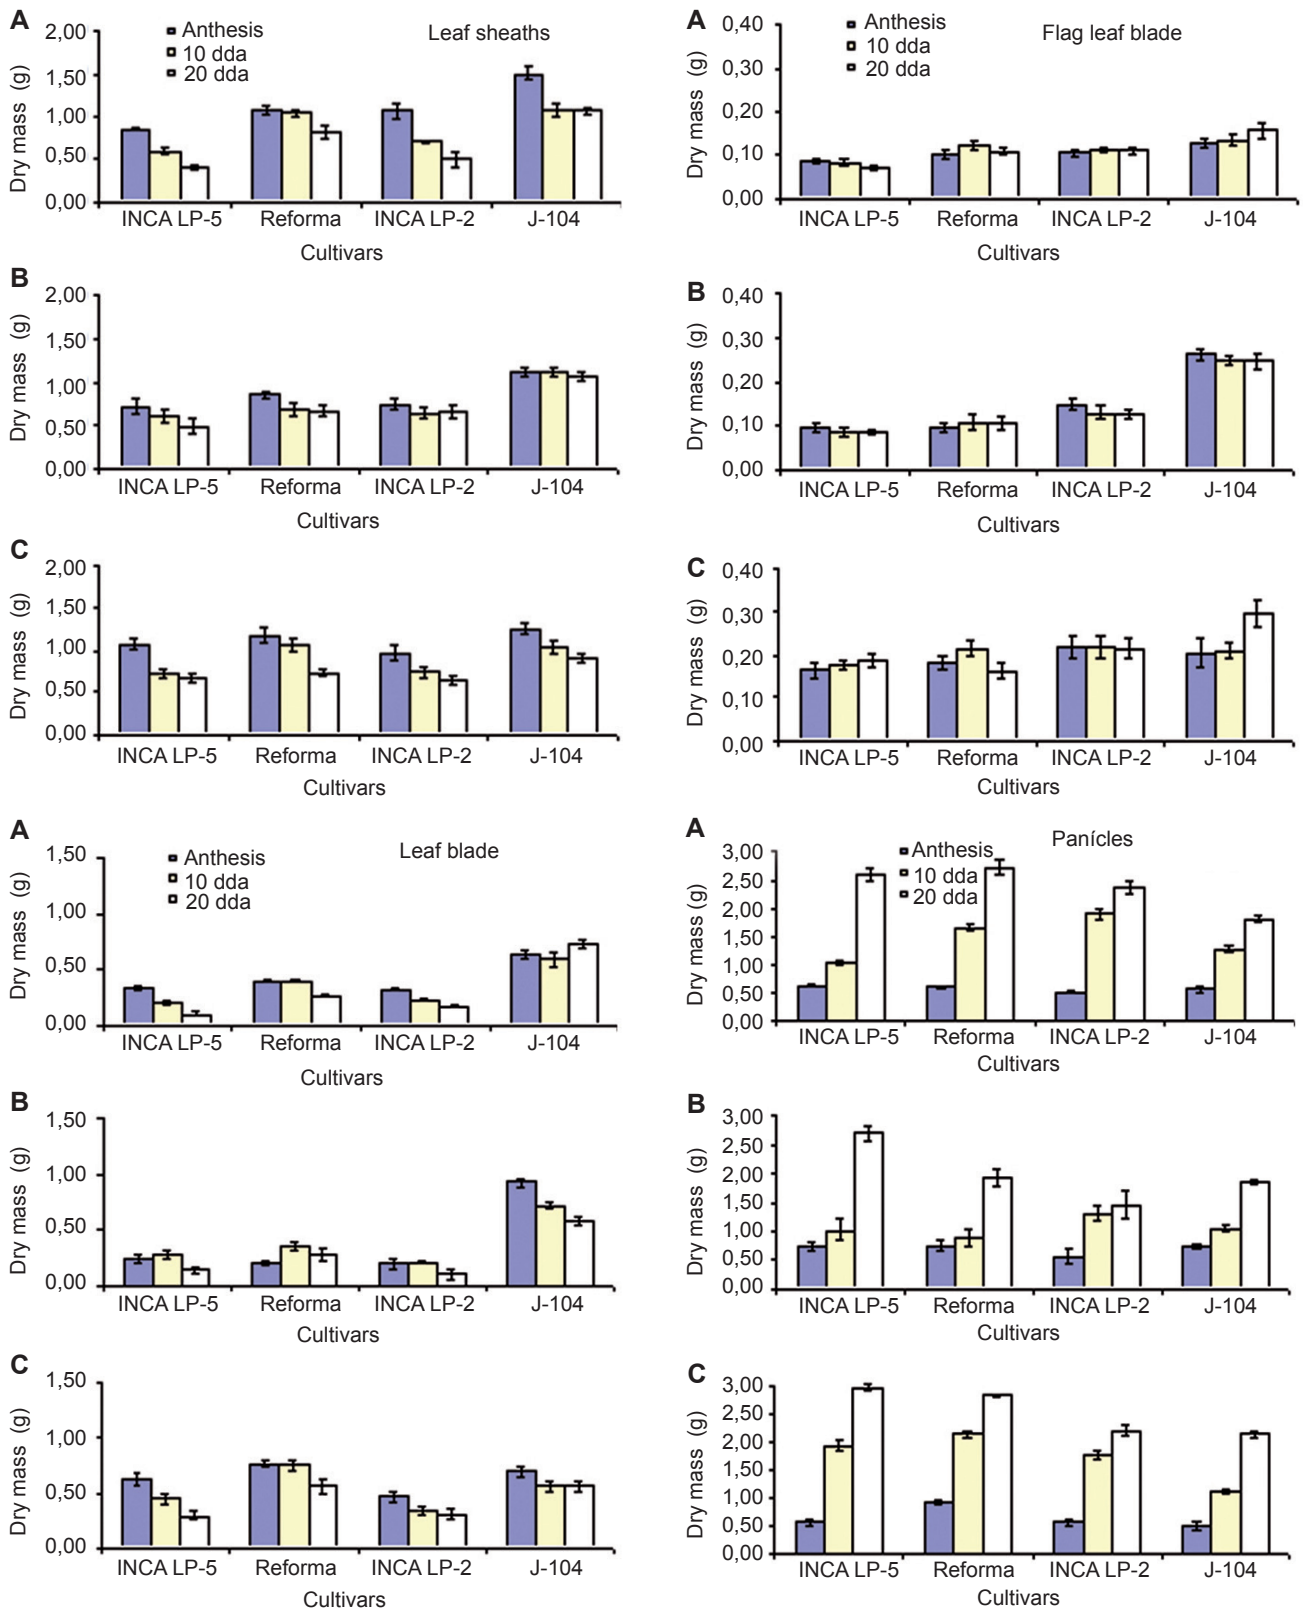 A
Leaf sheaths
Anthesis
10 dda
20 dda
Dry mass (g)
2,00
1,50
1,00
0,50
0,00
INCA LP-5 Reforma INCA LP-2 J-104
Cultivars
B
Dry mass (g)
2,00
1,50
1,00
0,50
0,00
INCA LP-5 Reforma INCA LP-2 J-104
Cultivars
C
Dry mass (g)
2,00
1,50
1,00
0,50
0,00
INCA LP-5 Reforma INCA LP-2 J-104
Cultivars
A
Leaf blade
Anthesis
10 dda
20 dda
Dry mass (g)
1,50
1,00
0,50
0,00
INCA LP-5 Reforma INCA LP-2 J-104
Cultivars
B
Dry mass (g)
1,50
1,00
0,50
0,00
INCA LP-5 Reforma INCA LP-2 J-104
Cultivars
C
Dry mass (g)
1,50
1,00
0,50
0,00
INCA LP-5 Reforma INCA LP-2 J-104
Cultivars
A
Flag leaf blade
Anthesis
10 dda
20 dda
Dry mass (g)
0,40
0,30
0,20
0,10
0,00
INCA LP-5 Reforma INCA LP-2 J-104
Cultivars
B
Dry mass (g)
0,40
0,30
0,20
0,10
0,00
INCA LP-5 Reforma INCA LP-2 J-104
Cultivars
C
Dry mass (g)
0,40
0,30
0,20
0,10
0,00
INCA LP-5 Reforma INCA LP-2 J-104
Cultivars
A
Panícles
Anthesis
10 dda
20 dda
Dry mass (g)
3,00
2,50
2,00
1,50
1,00
0,50
0,00
INCA LP-5 Reforma INCA LP-2 J-104
Cultivars
B
Dry mass (g)
3,00
2,50
2,00
1,50
1,00
0,50
0,00
INCA LP-5 Reforma INCA LP-2 J-104
Cultivars
C
Dry mass (g)
3,00
2,50
2,00
1,50
1,00
0,50
0,00
INCA LP-5 Reforma INCA LP-2 J-104
Cultivars